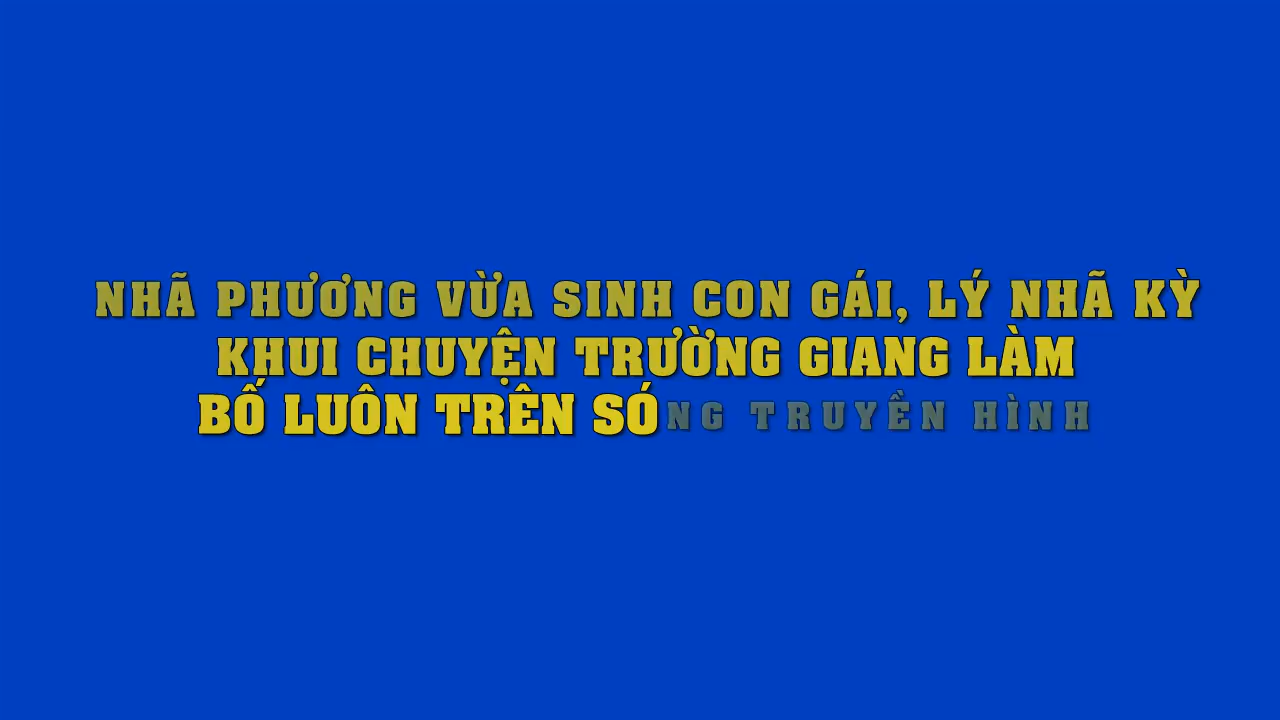 NHÃ PHƯƠNG VỪA SINH CON GÁI, LÝ NHÃ KỲ
KHUI CHUYỆN TRƯỜNG GIANG LÀM
BỐ LUÔN TRÊN SÓNG TRUYỀN HÌNH